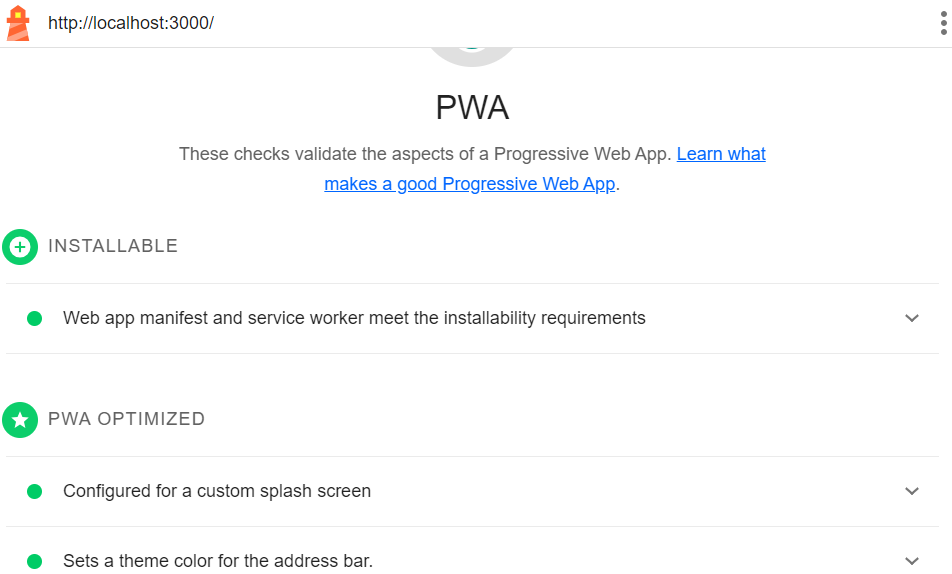 http://localhost:3000/
PWA
These checks validate the aspects of a Progressive Web App. Learn what
makes a good Progressive Web App.
INSTALLABLE
Web app manifest and service worker meet the installability requirements
PWA OPTIMIZED
Configured for a custom splash screen
Sets a theme color for the address bar.